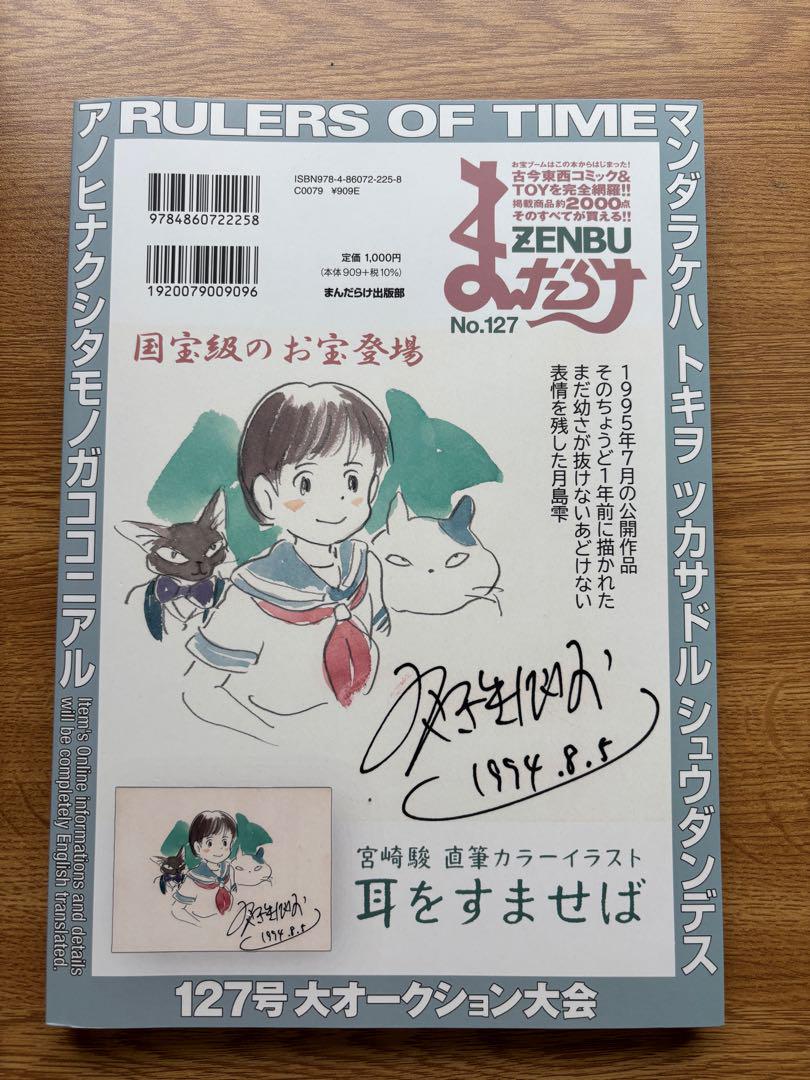 RULERS OF TIME
マンダラケハ トキヲ ツカサドル シュウダンデス
アノヒナクシタモノガココニアル
Item's Online informations and details
will be completely English translated.
9784860722258
1920079009096
ISBN978-4-86072-225-8
C0079 ¥909E
定価 1,000円
(本体 909+税10%)
まんだらけ出版部
お宝ブームはこの本からはじまった!
古今東西コミック&
TOYを完全網羅!!
掲載商品約2000点
そのすべてが買える!!
ZENBU
まんだらけ
No.127
国宝級のお宝登場
1995年7月の公開作品
そのちょうど1年前に描かれた
まだ幼さが抜けないあどけない
表情を残した月島雫
1994.8.5
1994.8.5
宮崎駿 直筆カラーイラスト
耳をすませば
127号 大オークション大会